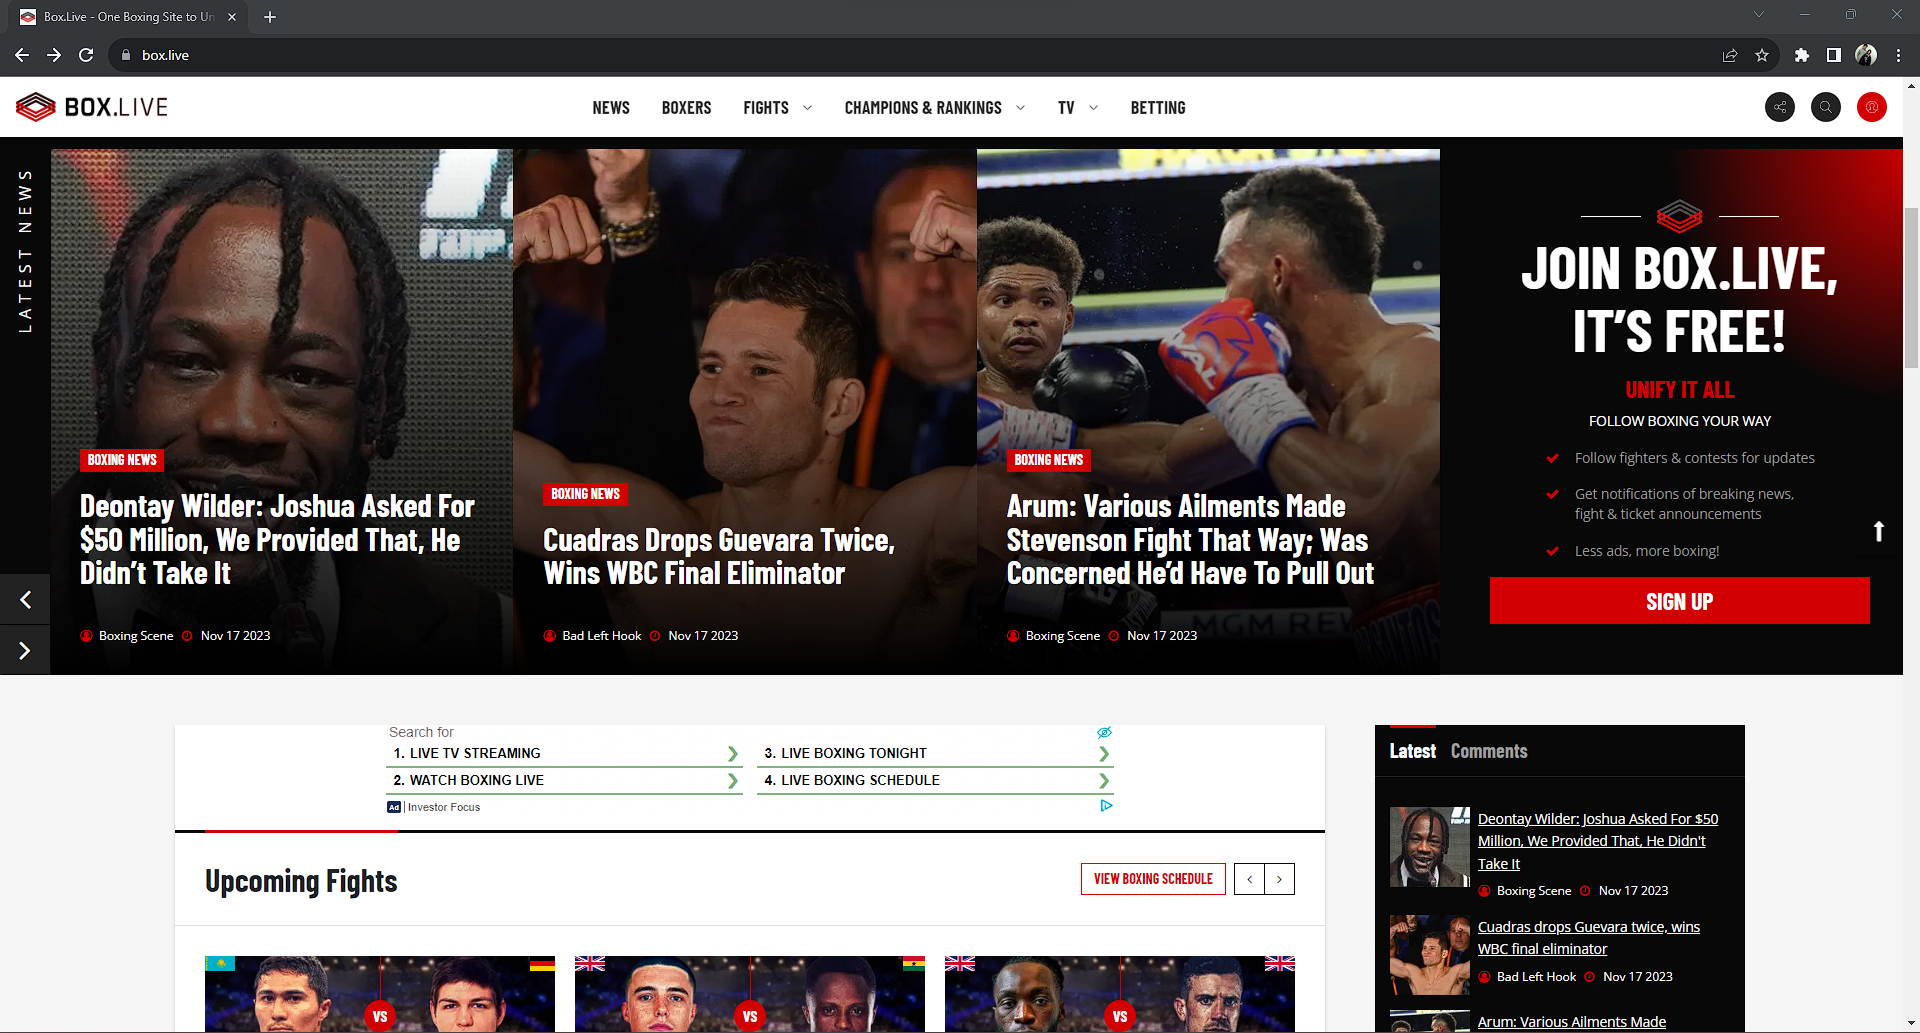 Box.Live - One Boxing Site to Un
box.live
BOX.LIVE
NEWS
BOXERS
FIGHTS
CHAMPIONS & RANKINGS
TV
BETTING
LATEST NEWS
BOXING NEWS
Deontay Wilder: Joshua Asked For
$50 Million, We Provided That, He
Didn’t Take It
Boxing Scene Nov 17 2023
BOXING NEWS
Cuadras Drops Guevara Twice,
Wins WBC Final Eliminator
Bad Left Hook Nov 17 2023
BOXING NEWS
Arum: Various Ailments Made
Stevenson Fight That Way; Was
Concerned He’d Have To Pull Out
Boxing Scene Nov 17 2023
MGM REW
JOIN BOX.LIVE,
IT’S FREE!
UNIFY IT ALL
FOLLOW BOXING YOUR WAY
Follow fighters & contests for updates
Get notifications of breaking news,
fight & ticket announcements
Less ads, more boxing!
SIGN UP
Search for
1. LIVE TV STREAMING
2. WATCH BOXING LIVE
3. LIVE BOXING TONIGHT
4. LIVE BOXING SCHEDULE
Ad | Investor Focus
Upcoming Fights
VIEW BOXING SCHEDULE
VS
VS
VS
Latest
Comments
Deontay Wilder: Joshua Asked For $50
Million, We Provided That, He Didn't
Take It
Boxing Scene Nov 17 2023
Cuadras drops Guevara twice, wins
WBC final eliminator
Bad Left Hook Nov 17 2023
Arum: Various Ailments Made